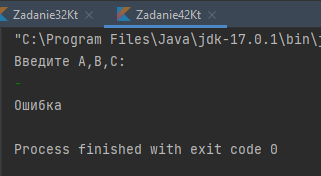 Zadanie32Kt × Zadanie42Kt ×
"C:\Program Files\Java\jdk-17.0.1\bin\j
Введите A,B,C:
-
Ошибка
Process finished with exit code 0